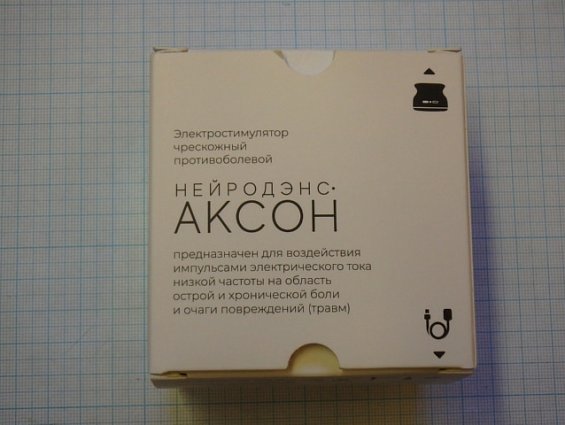 Электростимулятор
чрескожный
противоболевой
НЕЙРОДЭНС•
АКСОН
предназначен для воздействия
импульсами электрического тока
низкой частоты на область
острой и хронической боли
и очаги повреждений (травм)